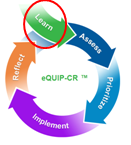 Learn
Assess
Prioritize
Implement
Reflect
eQUIP-CR ™